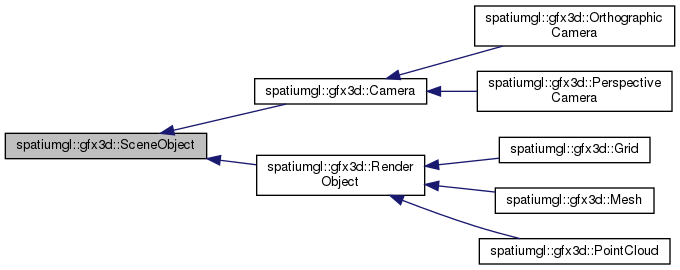 spatiumgl::gfx3d::Orthographic
Camera
spatiumgl::gfx3d::Camera
spatiumgl::gfx3d::Perspective
Camera
spatiumgl::gfx3d::SceneObject
spatiumgl::gfx3d::Grid
spatiumgl::gfx3d::Render
Object
spatiumgl::gfx3d::Mesh
spatiumgl::gfx3d::PointCloud